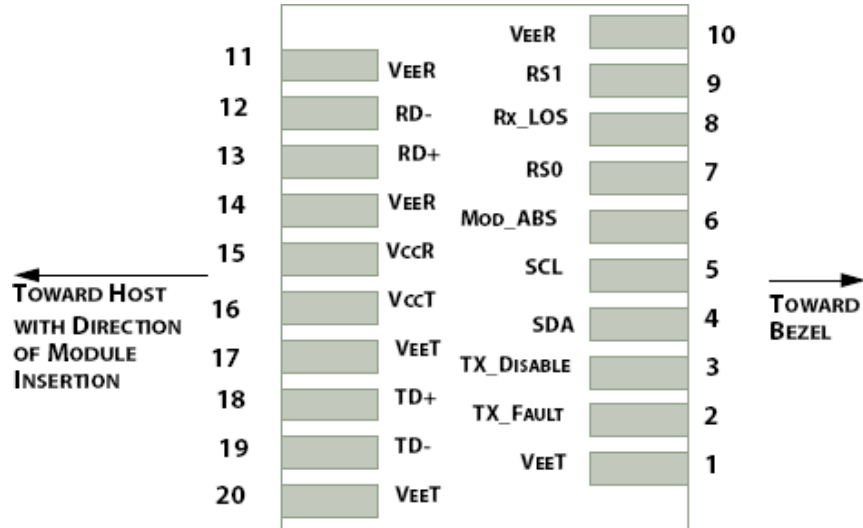 11 VEER
12 RD-
13 RD+
14 VEER
15 VCCR
16 VCCT
17 VEET
18 TD+
19 TD-
20 VEET
VEER 10
RS1 9
Rx_LOS 8
RS0 7
MOD_ABS 6
SCL 5
SDA 4
TX_DISABLE 3
TX_FAULT 2
VEET 1
TOWARD HOST
WITH DIRECTION
OF MODULE
INSERTION
TOWARD
BEZEL